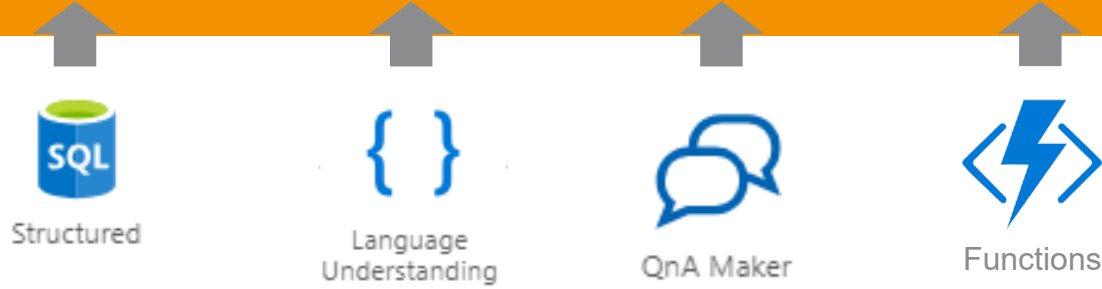 SQL
Structured
Language
Understanding
QnA Maker
Functions